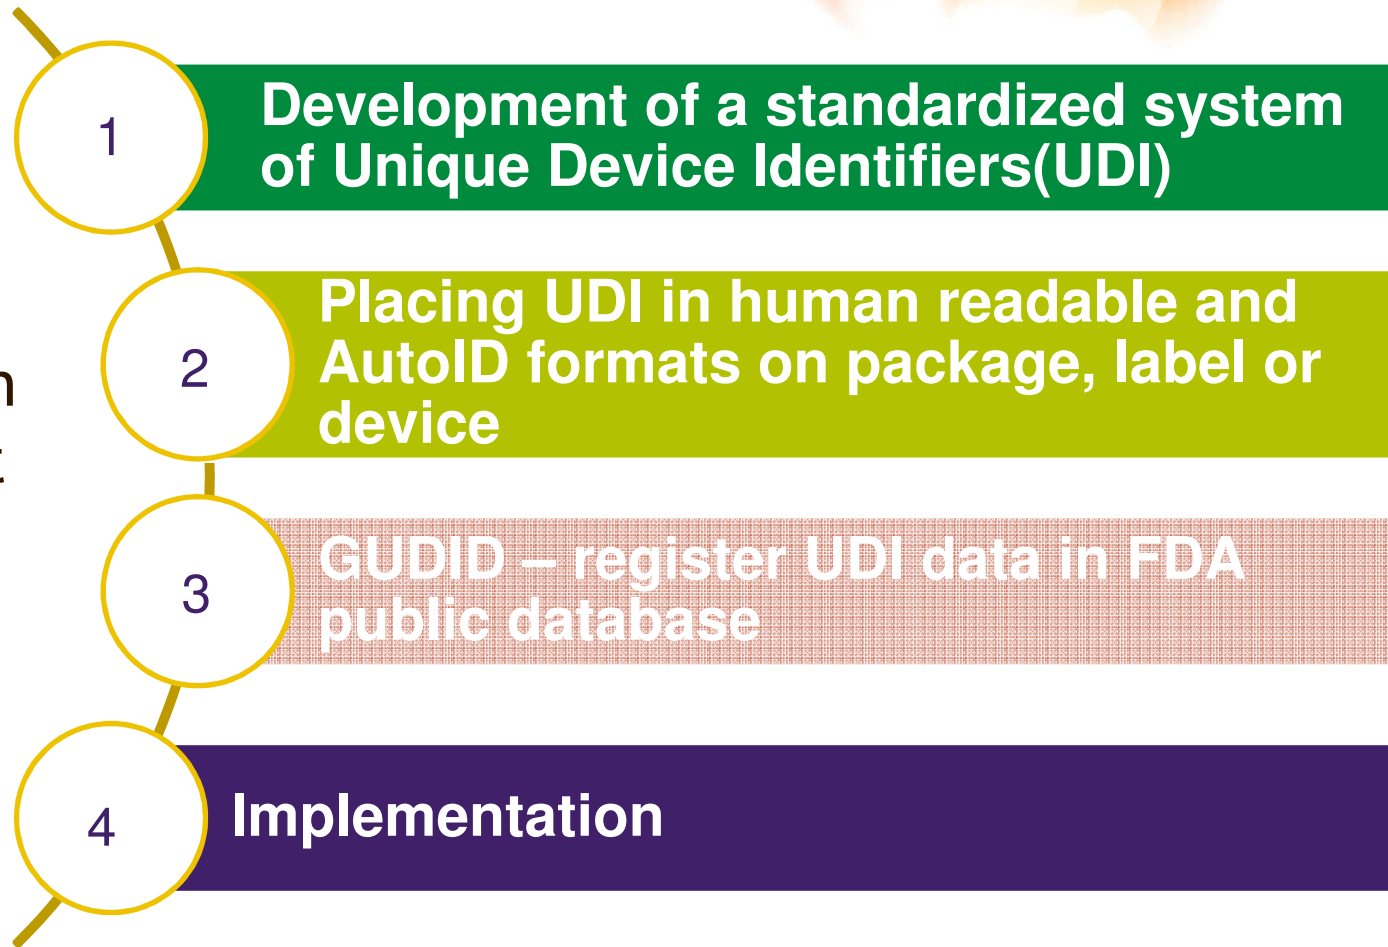 1
Development of a standardized system
of Unique Device Identifiers(UDI)
2
Placing UDI in human readable and
AutoID formats on package, label or
device
n
t
3
GUDID – register UDI data in FDA
public database
4
Implementation